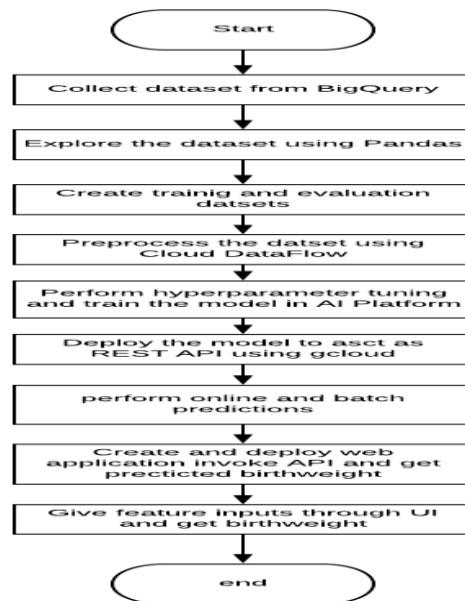 Start
Collect dataset from BigQuery
Explore the dataset using Pandas
Create trainig and evaluation
datsets
Preprocess the datset using
Cloud DataFlow
Perform hyperparameter tuning
and train the model in AI Platform
Deploy the model to asct as
REST API using gcloud
perform online and batch
predictions
Create and deploy web
application invoke API and get
precticted birthweight
Give feature inputs through UI
and get birthweight
end